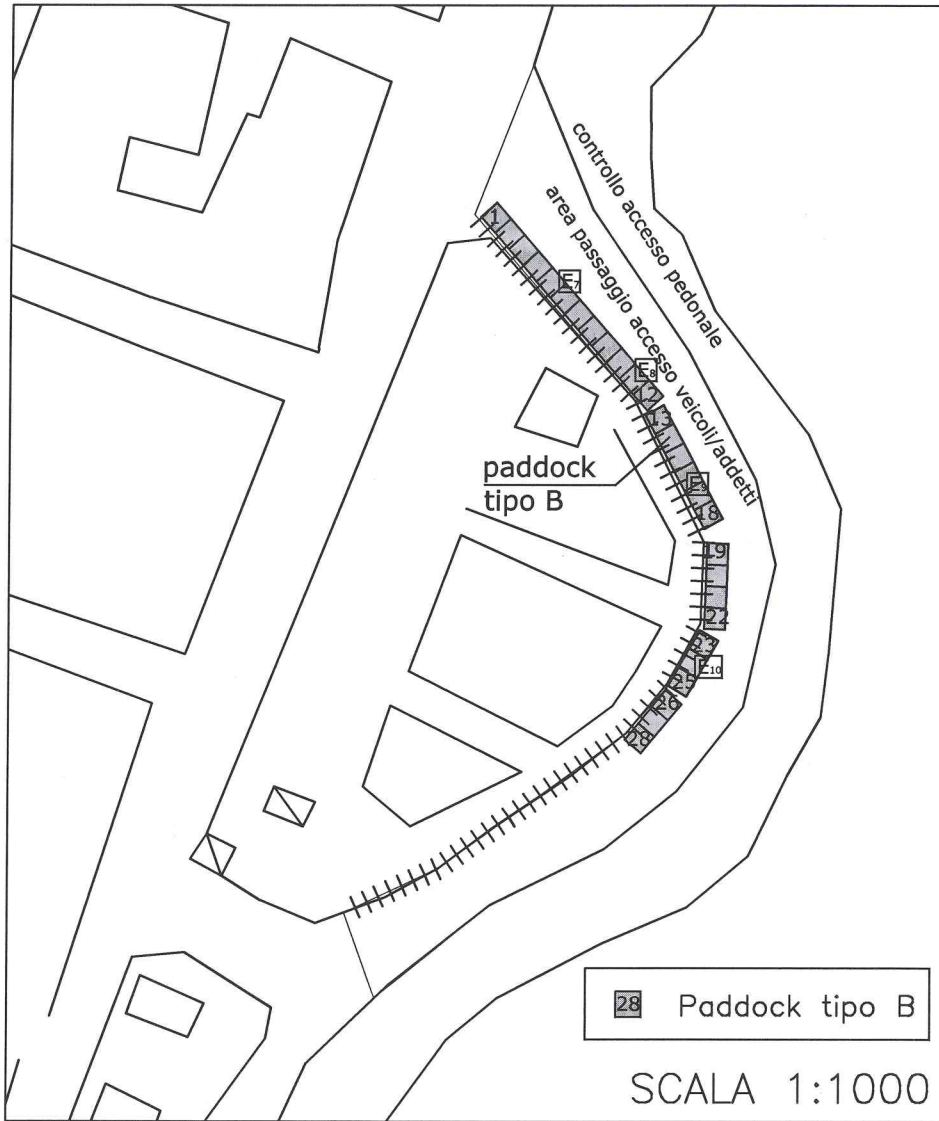 controllo accesso pedonale
area passaggio accesso veicoli/addetti
1
E7
E8
12
13
paddock
tipo B
E9
18
19
22
23
E10
25
26
28
28 Paddock tipo B
SCALA 1:1000